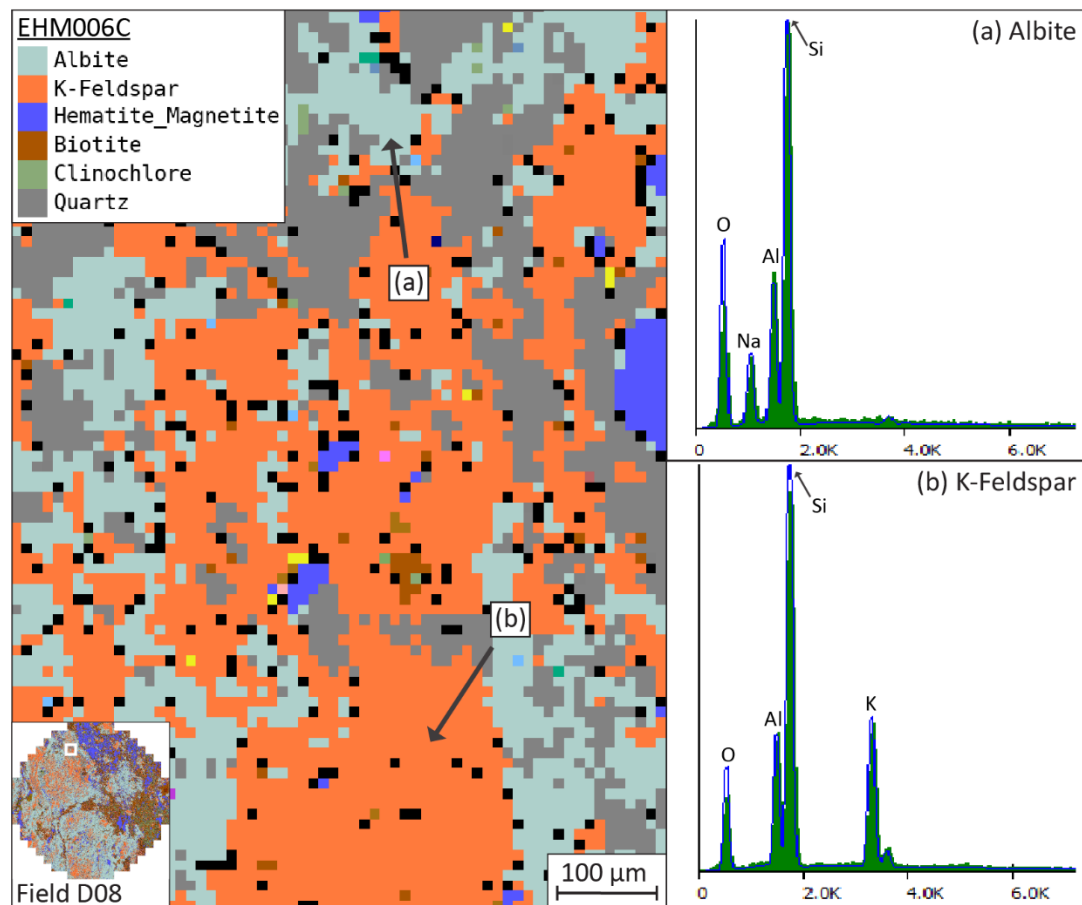 EHM006C
Albite
K-Feldspar
Hematite_Magnetite
Biotite
Clinochlore
Quartz
(a)
(b)
100 µm
Field D08
(a) Albite
Si
O
Al
Na
0
2.0K
4.0K
6.0K
(b) K-Feldspar
Si
K
Al
O
0
2.0K
4.0K
6.0K